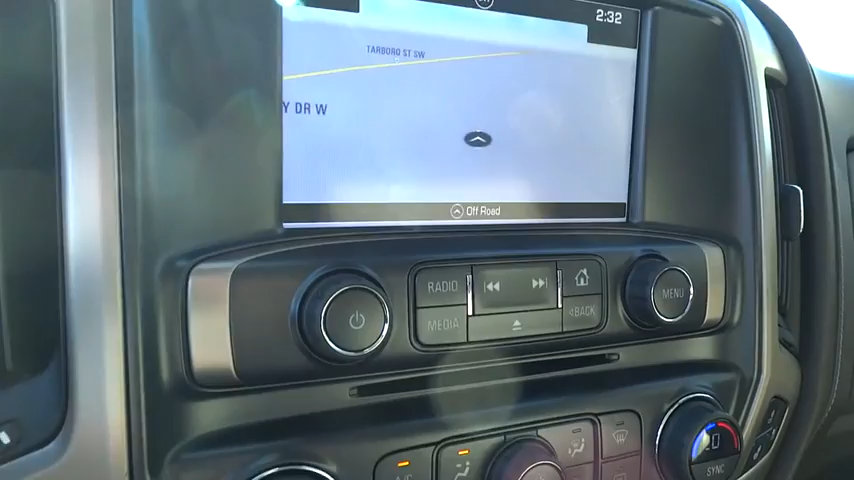 2:32
TARBORO ST SW
Y DR W
Off Road
RADIO
MEDIA
BACK
MENU
A/C
SYNC